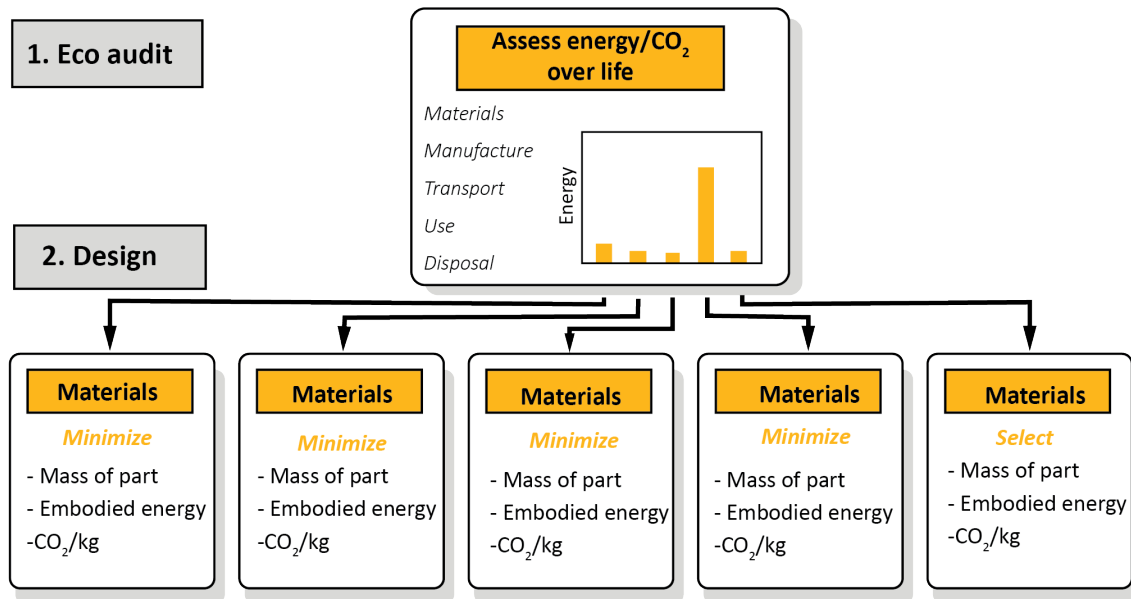 1. Eco audit
Assess energy/CO₂
over life
Materials
Manufacture
Transport
Use
Disposal
Energy
2. Design
Materials
Minimize
- Mass of part
- Embodied energy
-CO₂/kg
Materials
Minimize
- Mass of part
- Embodied energy
-CO₂/kg
Materials
Minimize
- Mass of part
- Embodied energy
-CO₂/kg
Materials
Minimize
- Mass of part
- Embodied energy
-CO₂/kg
Materials
Select
- Mass of part
- Embodied energy
-CO₂/kg